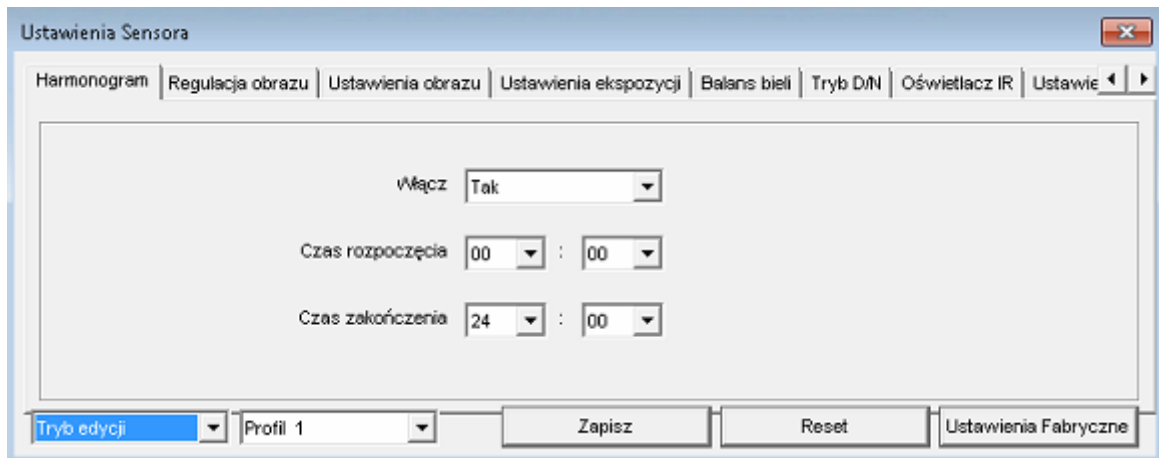 Ustawienia Sensora
Harmonogram Regulacja obrazu Ustawienia obrazu Ustawienia ekspozycji Balans bieli Tryb D/N Oświetlacz IR Ustawie
Włącz Tak
Czas rozpoczęcia 00 : 00
Czas zakończenia 24 : 00
Tryb edycji Profil 1 Zapisz Reset Ustawienia Fabryczne